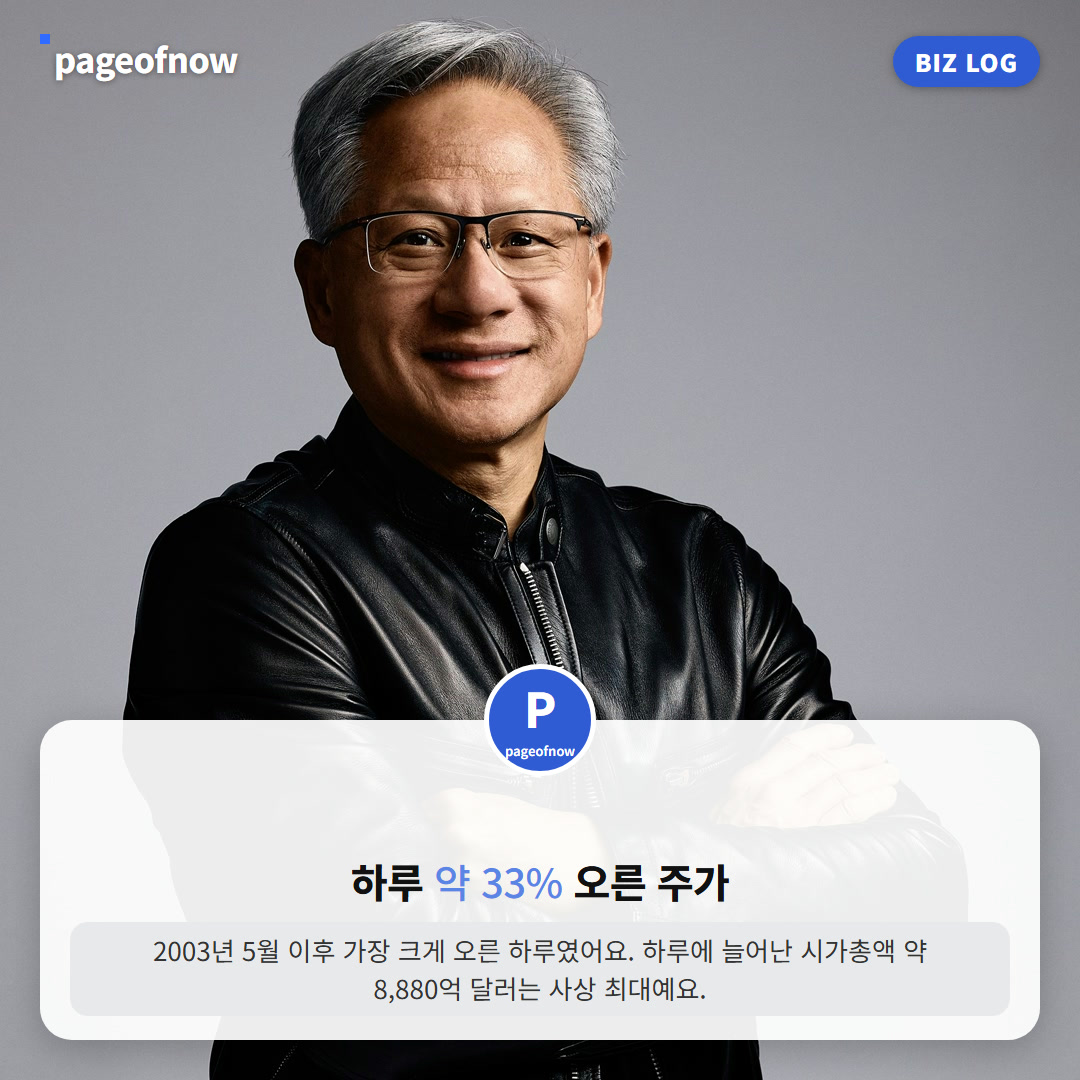 pageofnow
BIZ LOG
P
pageofnow
하루 약 33% 오른 주가
2003년 5월 이후 가장 크게 오른 하루였어요. 하루에 늘어난 시가총액 약
8,880억 달러는 사상 최대예요.